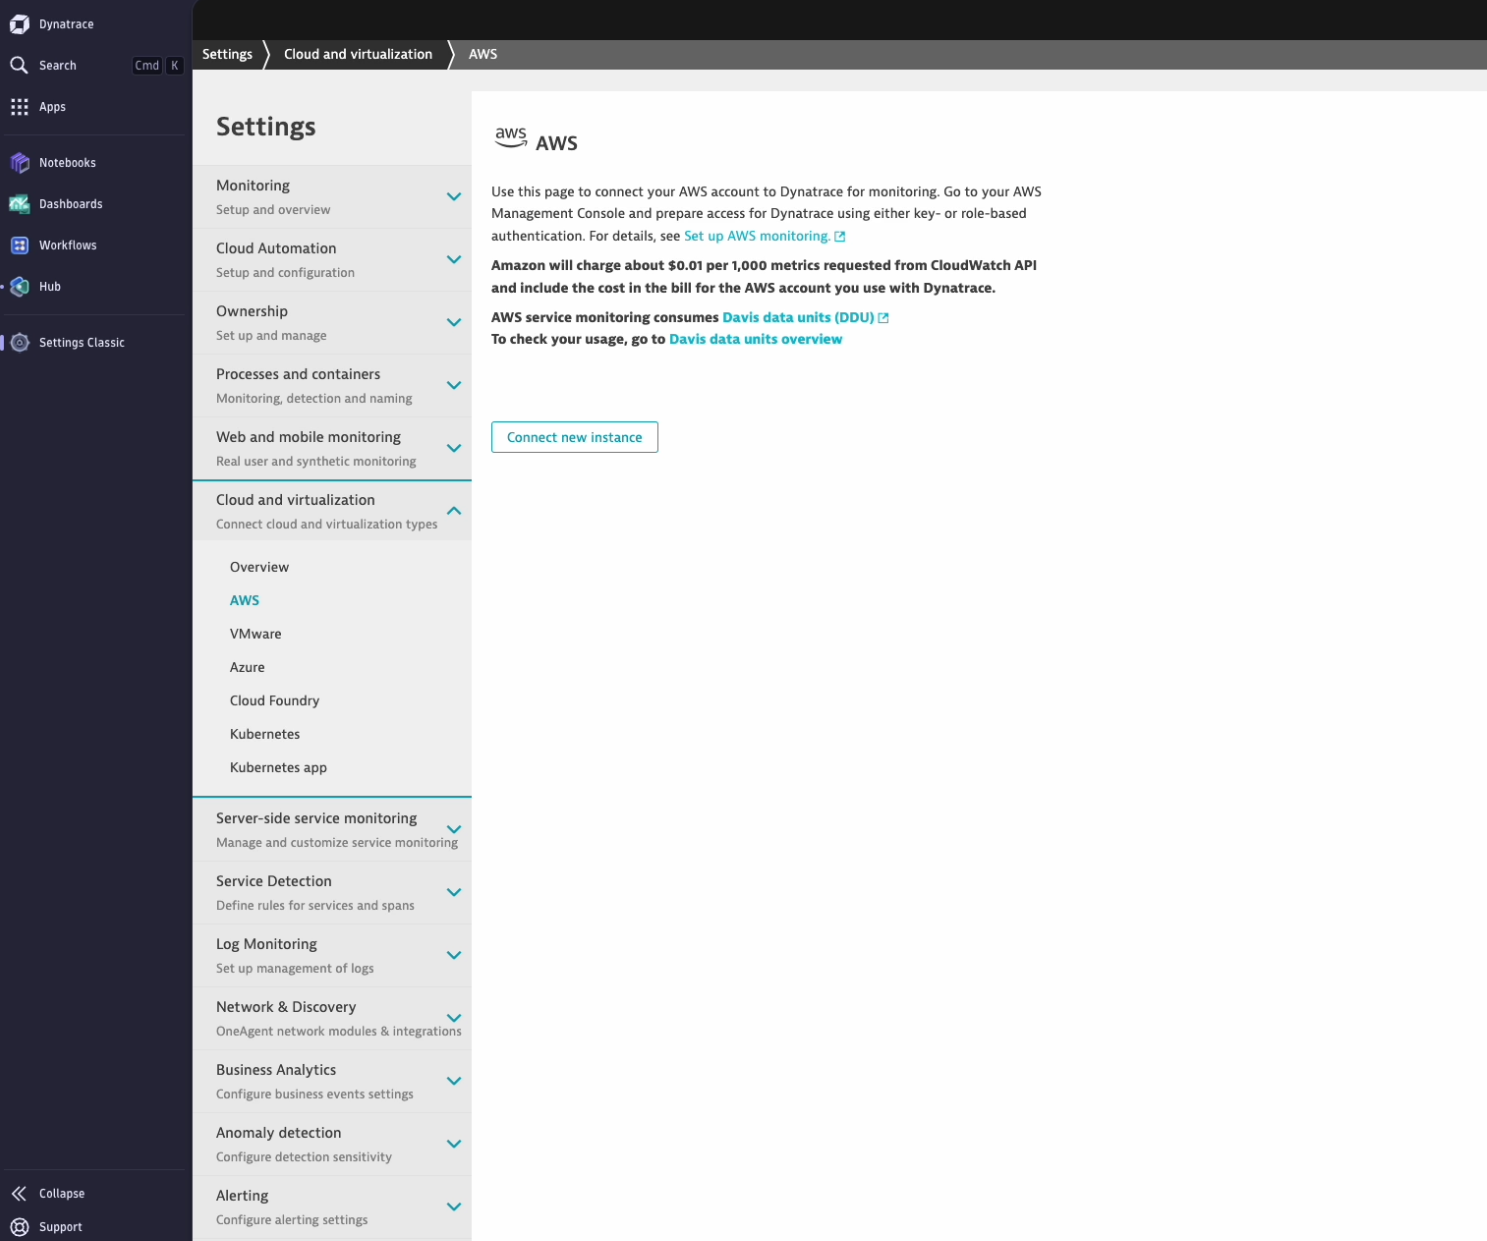 Dynatrace
Search Cmd K
Apps
Notebooks
Dashboards
Workflows
Hub
Settings Classic
Collapse
Support
Settings Cloud and virtualization AWS
Settings
Monitoring
Setup and overview
Cloud Automation
Setup and configuration
Ownership
Set up and manage
Processes and containers
Monitoring, detection and naming
Web and mobile monitoring
Real user and synthetic monitoring
Cloud and virtualization
Connect cloud and virtualization types
Overview
AWS
VMware
Azure
Cloud Foundry
Kubernetes
Kubernetes app
Server-side service monitoring
Manage and customize service monitoring
Service Detection
Define rules for services and spans
Log Monitoring
Set up management of logs
Network & Discovery
OneAgent network modules & integrations
Business Analytics
Configure business events settings
Anomaly detection
Configure detection sensitivity
Alerting
Configure alerting settings
aws AWS
Use this page to connect your AWS account to Dynatrace for monitoring. Go to your AWS
Management Console and prepare access for Dynatrace using either key- or role-based
authentication. For details, see Set up AWS monitoring.
Amazon will charge about $0.01 per 1,000 metrics requested from CloudWatch API
and include the cost in the bill for the AWS account you use with Dynatrace.
AWS service monitoring consumes Davis data units (DDU)
To check your usage, go to Davis data units overview
Connect new instance